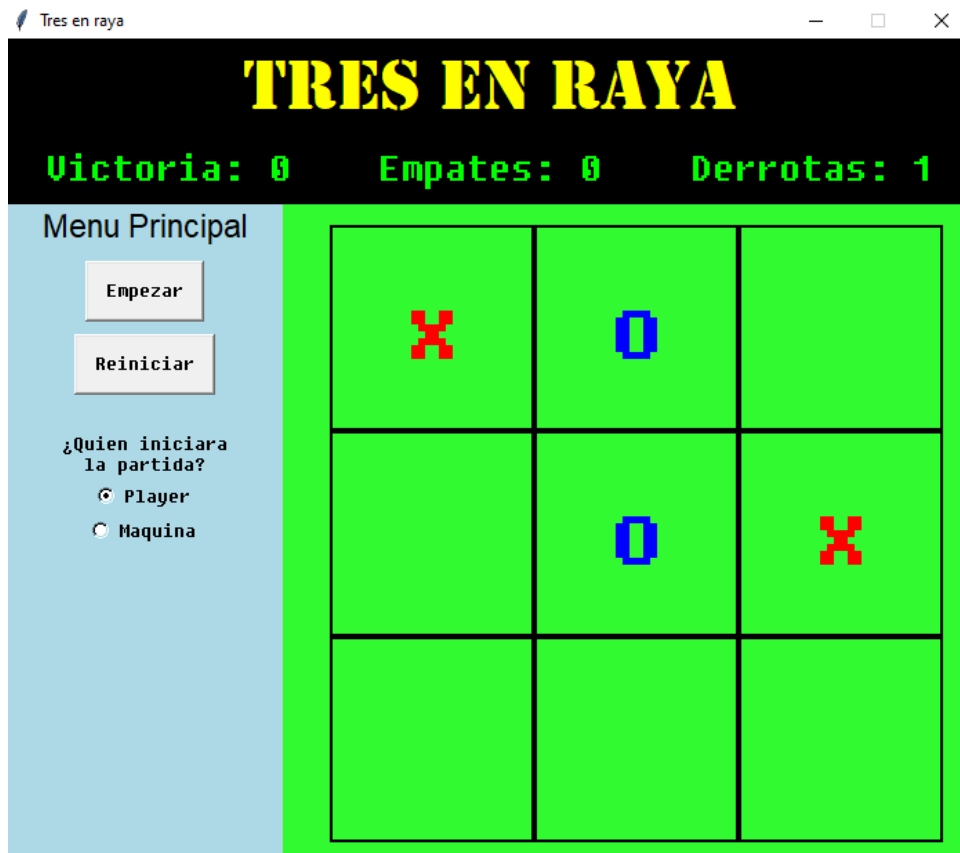 Tres en raya
TRES EN RAYA
Victoria: 0 Empates: 0 Derrotas: 1
Menu Principal
Empezar
Reiniciar
¿Quien iniciara
la partida?
Player
Maquina
X O
O X